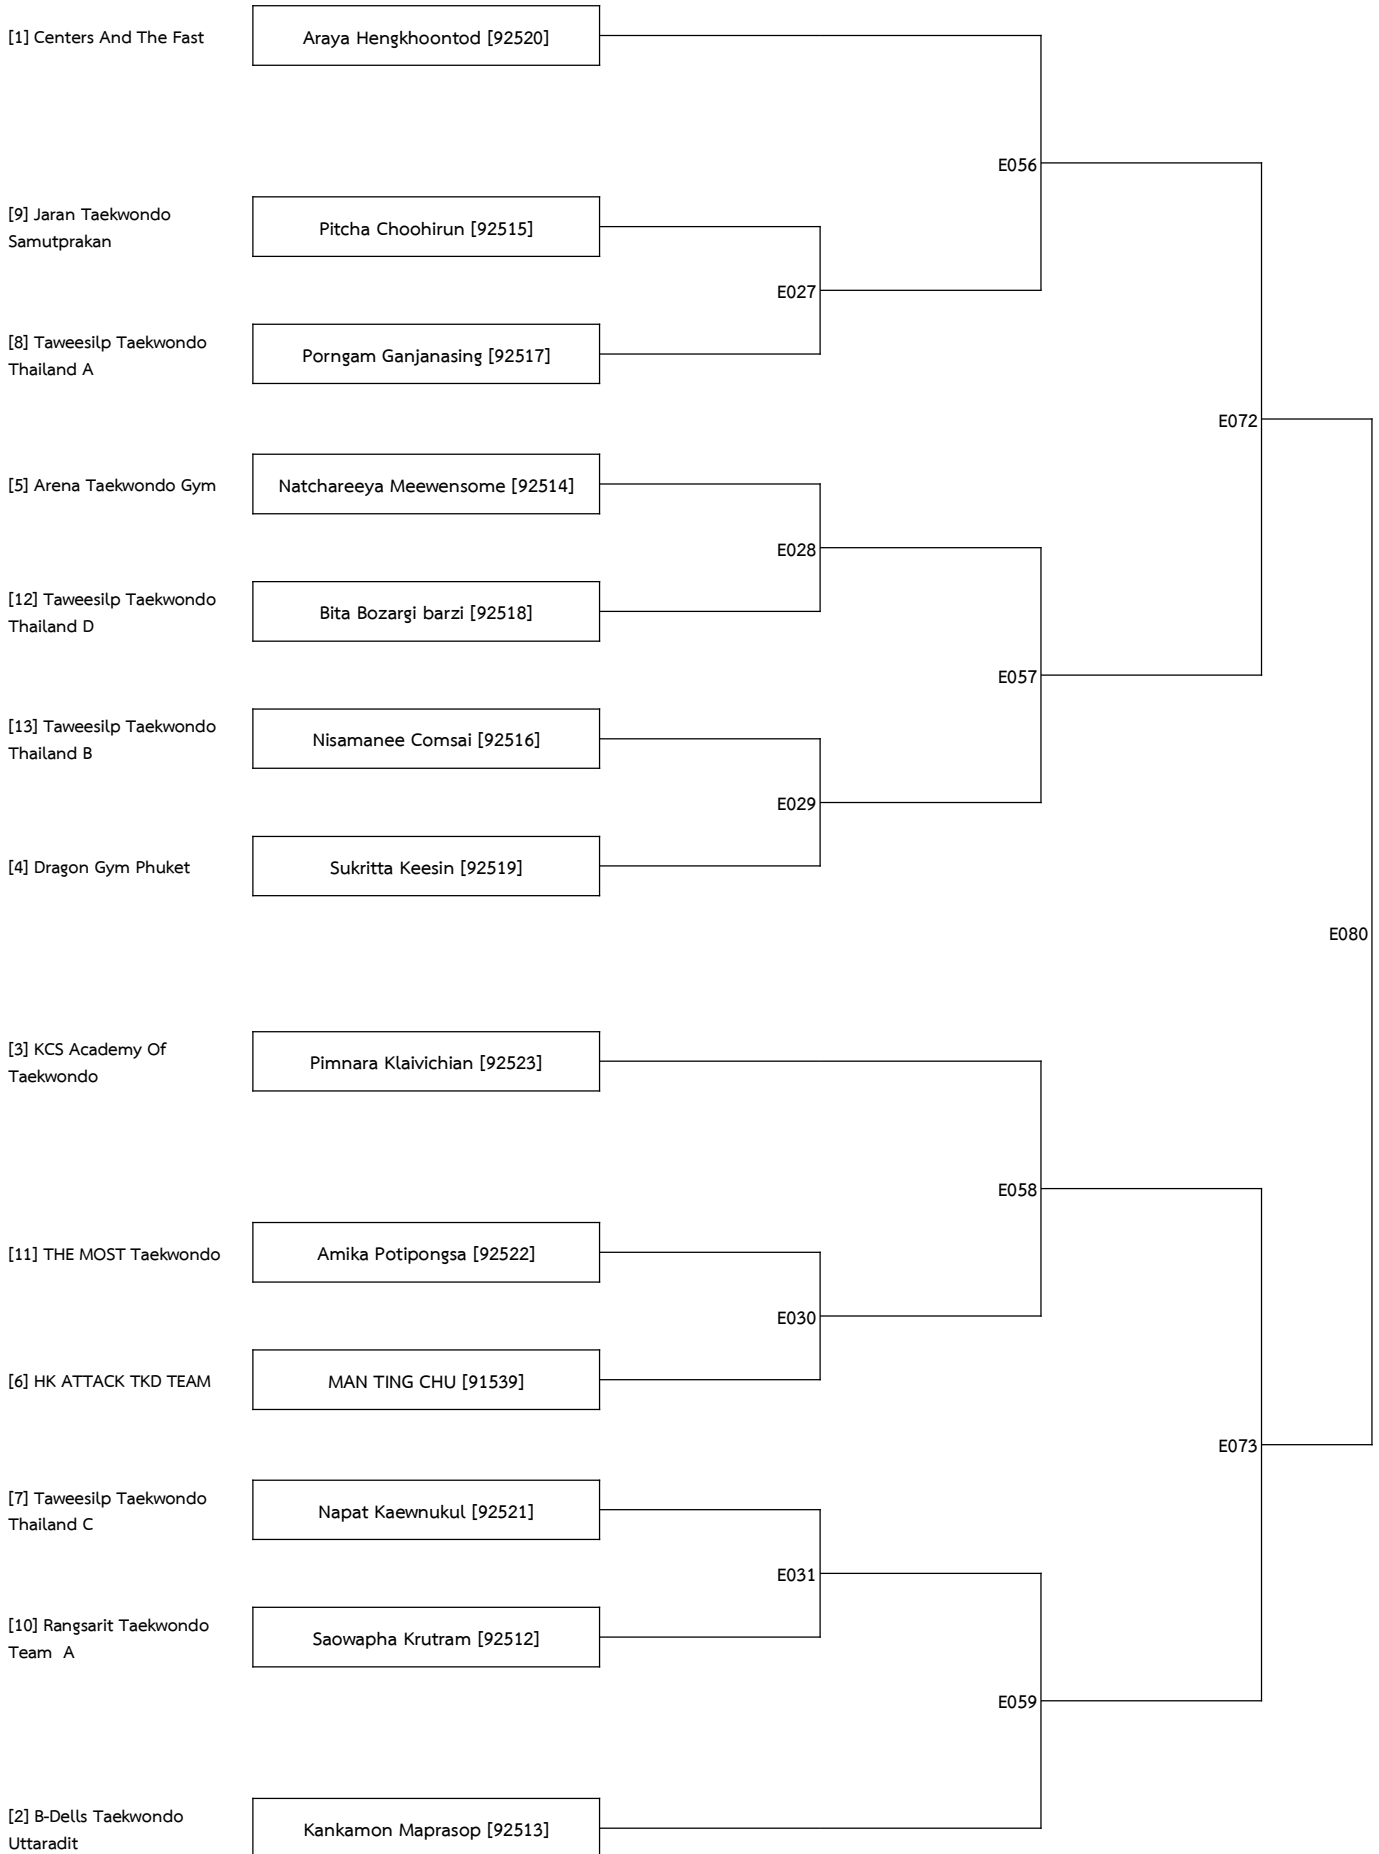 [1] Centers And The Fast
Araya Hengkhoontod [92520]
E056
[9] Jaran Taekwondo
Samutprakan
Pitcha Choohirun [92515]
E027
[8] Taweesilp Taekwondo
Thailand A
Porngam Ganjanasing [92517]
E072
[5] Arena Taekwondo Gym
Natchareeya Meewensome [92514]
E028
[12] Taweesilp Taekwondo
Thailand D
Bita Bozargi barzi [92518]
E057
[13] Taweesilp Taekwondo
Thailand B
Nisamanee Comsai [92516]
E029
[4] Dragon Gym Phuket
Sukritta Keesin [92519]
E080
[3] KCS Academy Of
Taekwondo
Pimnara Klaivichian [92523]
E058
[11] THE MOST Taekwondo
Amika Potipongsa [92522]
E030
[6] HK ATTACK TKD TEAM
MAN TING CHU [91539]
E073
[7] Taweesilp Taekwondo
Thailand C
Napat Kaewnukul [92521]
E031
[10] Rangsarit Taekwondo
Team  A
Saowapha Krutram [92512]
E059
[2] B-Dells Taekwondo
Uttaradit
Kankamon Maprasop [92513]